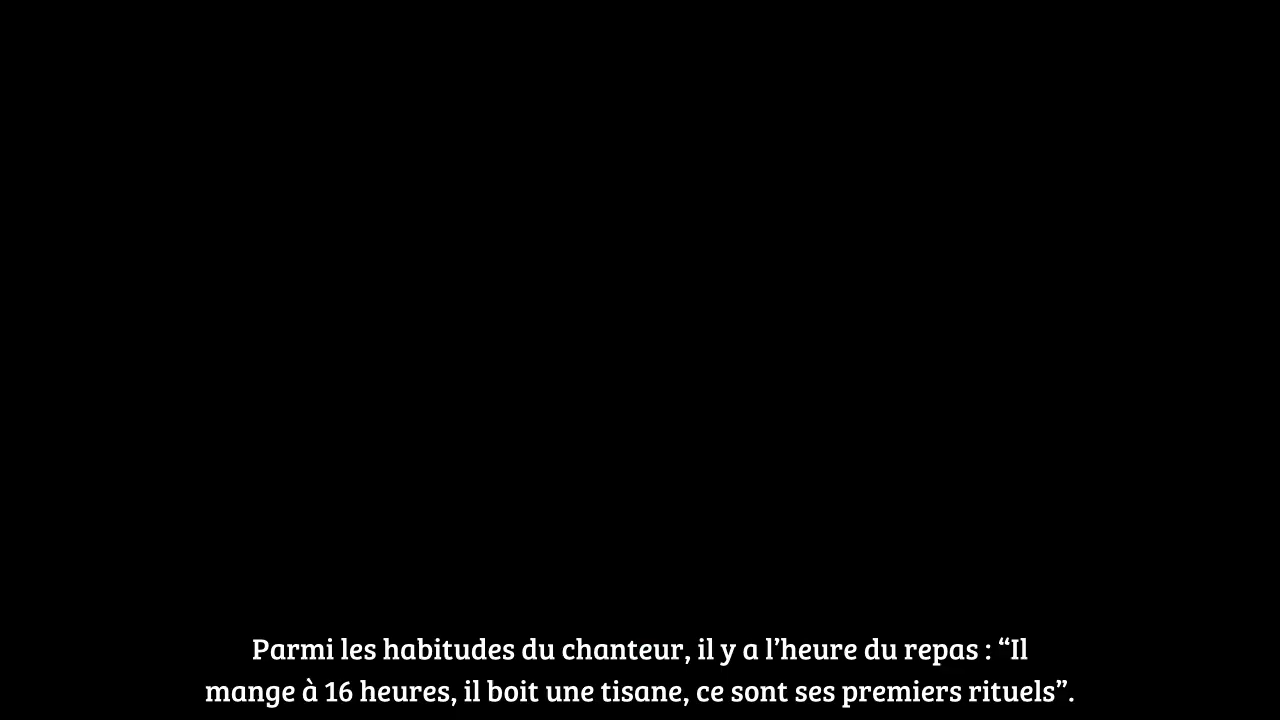 Parmi les habitudes du chanteur, il y a l’heure du repas : “Il
mange à 16 heures, il boit une tisane, ce sont ses premiers rituels”.